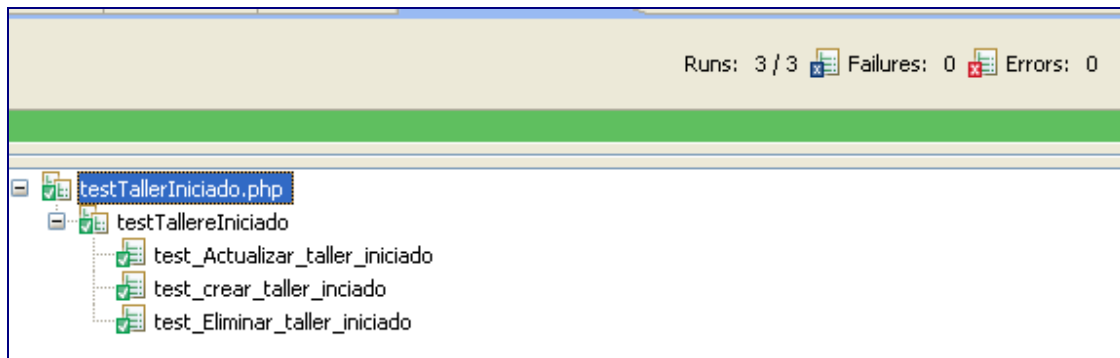 Runs: 3 / 3 Failures: 0 Errors: 0
testTallerIniciado.php
testTallereIniciado
test_Actualizar_taller_iniciado
test_crear_taller_inciado
test_Eliminar_taller_iniciado